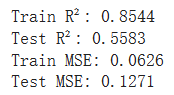 Train R²: 0.8544
Test R²: 0.5583
Train MSE: 0.0626
Test MSE: 0.1271